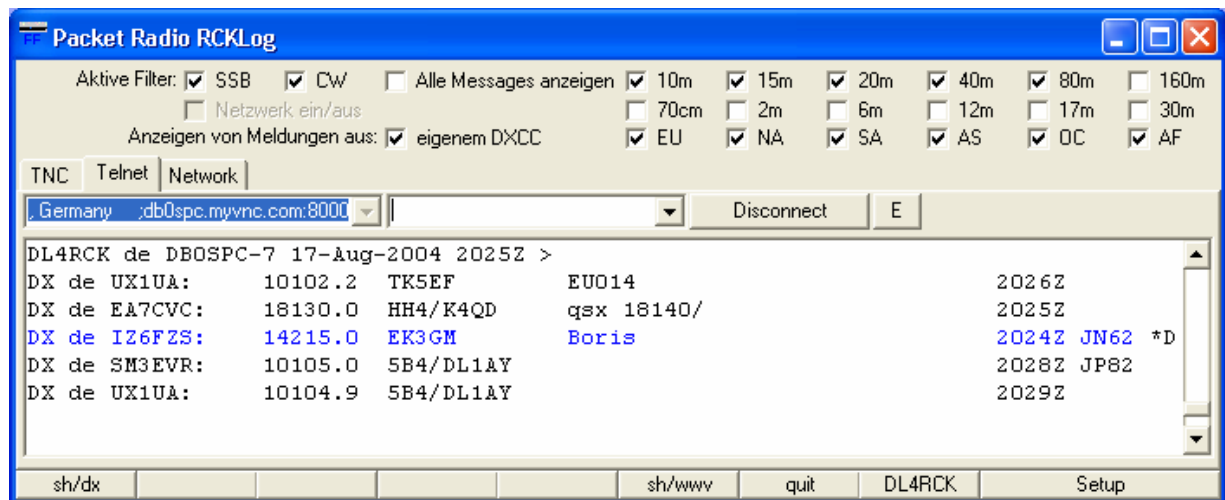 FF Packet Radio RCKLog
Aktive Filter: SSB CW Alle Messages anzeigen 10m 15m 20m 40m 80m 160m
Netzwerk ein/aus 70cm 2m 6m 12m 17m 30m
Anzeigen von Meldungen aus: eigenem DXCC EU NA SA AS OC AF
TNC Telnet Network
, Germany ;db0spc.myvnc.com:8000 Disconnect E
DL4RCK de DB0SPC-7 17-Aug-2004 2025Z >
DX de UX1UA: 10102.2 TK5EF EU014 2026Z
DX de EA7CVC: 18130.0 HH4/K4QD qsx 18140/ 2025Z
DX de IZ6FZS: 14215.0 EK3GM Boris 2024Z JN62 *D
DX de SM3EVR: 10105.0 5B4/DL1AY 2028Z JP82
DX de UX1UA: 10104.9 5B4/DL1AY 2029Z
sh/dx sh/wwv quit DL4RCK Setup